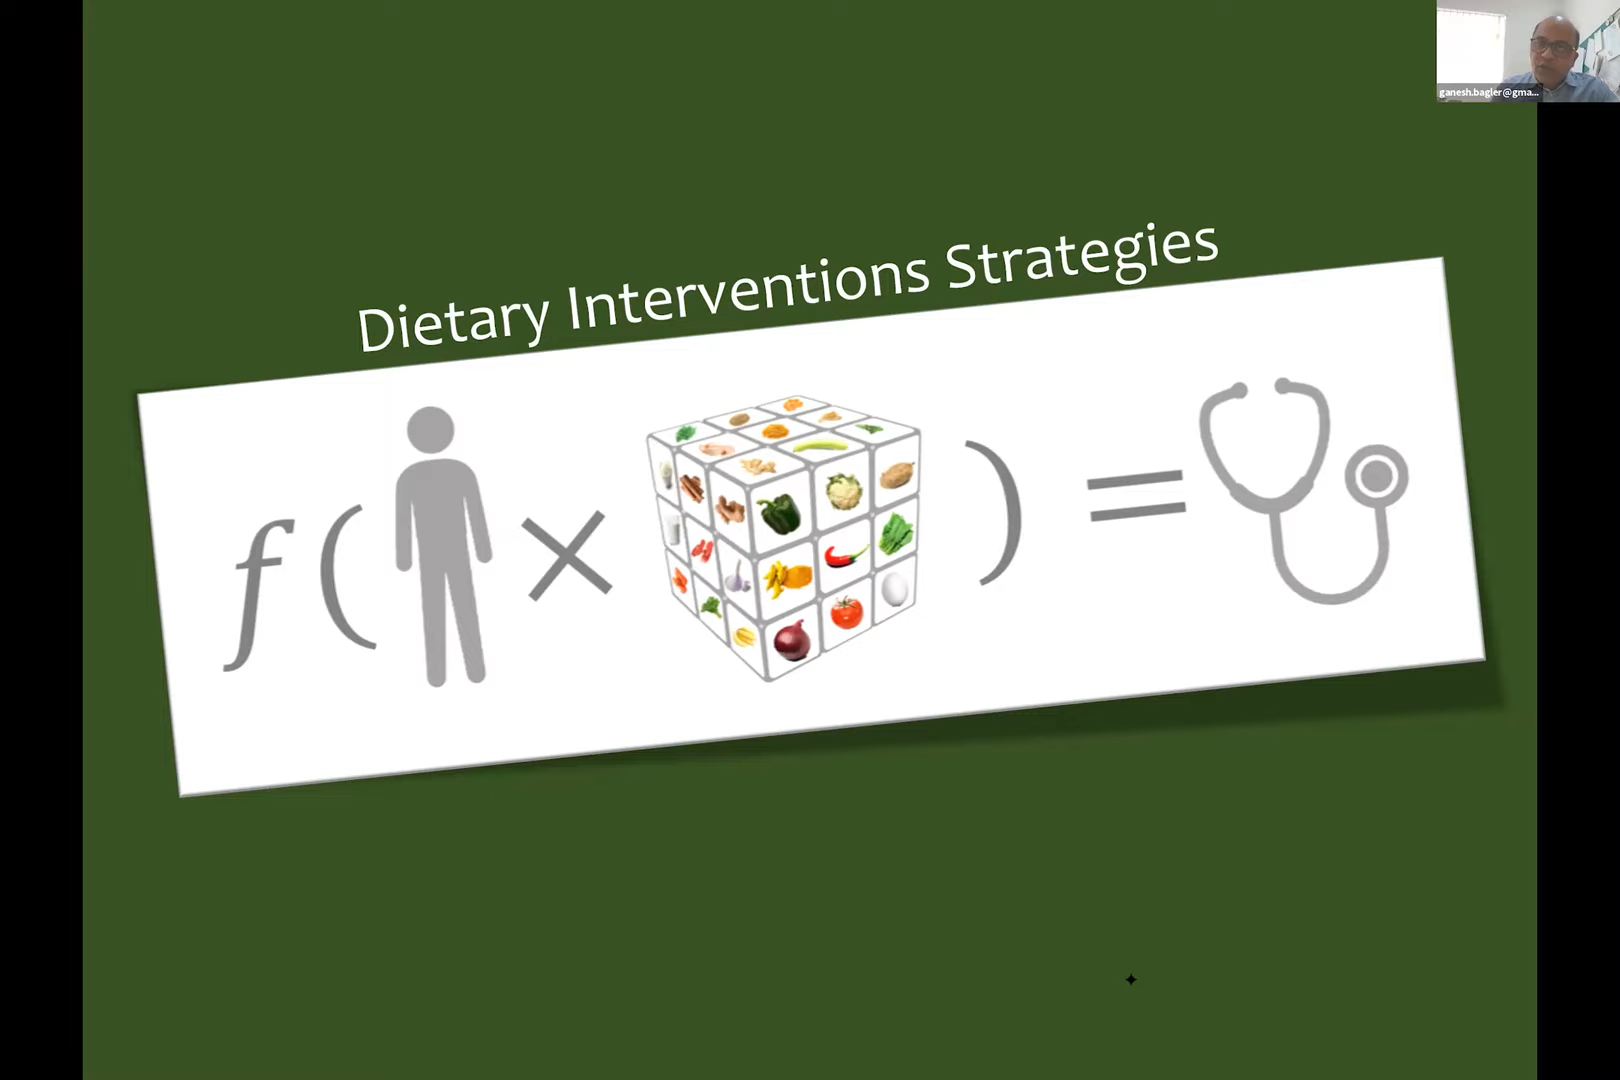 ganesh.bagler@gma...
Dietary Interventions Strategies
f ( × ) =